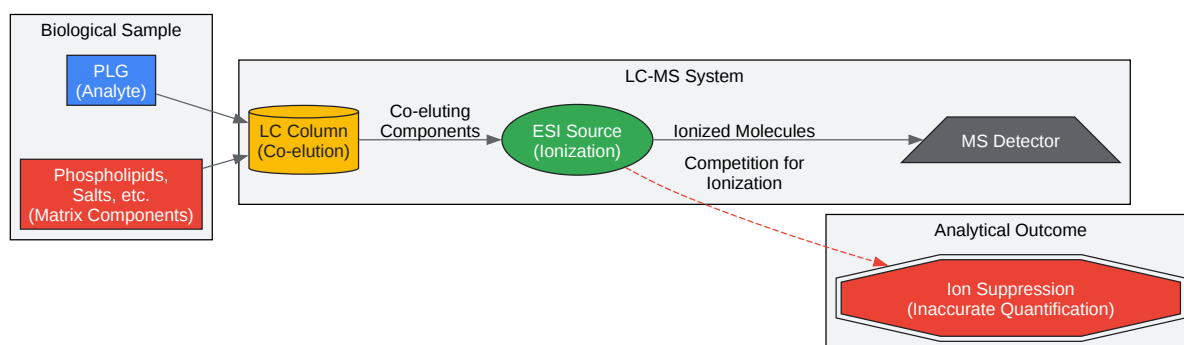 Biological Sample
PLG
(Analyte)
Phospholipids,
Salts, etc.
(Matrix Components)
LC-MS System
LC Column
(Co-elution)
Co-eluting
Components
ESI Source
(Ionization)
Ionized Molecules
Competition for
Ionization
MS Detector
Analytical Outcome
Ion Suppression
(Inaccurate Quantification)